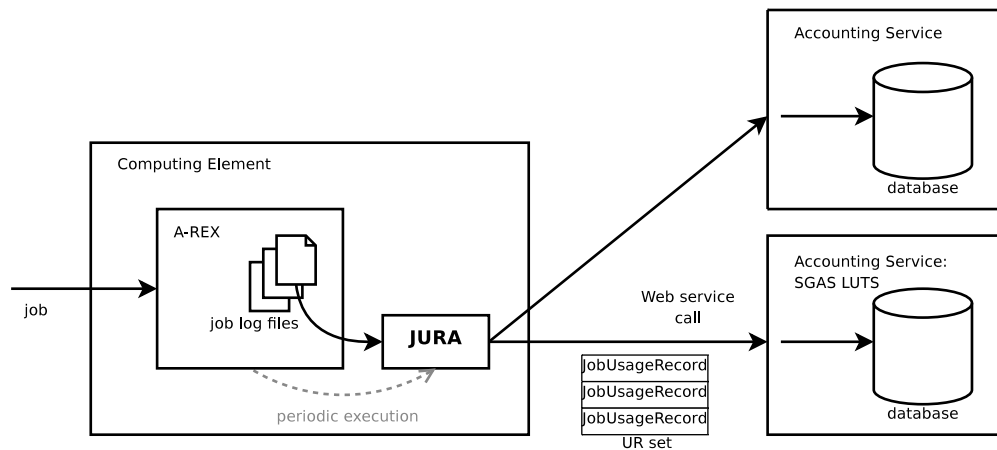 Accounting Service
database
Computing Element
A-REX
job log files
job
JURA
periodic execution
Web service
call
JobUsageRecord
JobUsageRecord
JobUsageRecord
UR set
Accounting Service:
SGAS LUTS
database